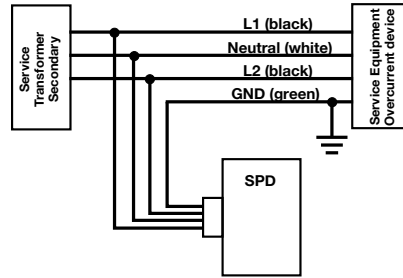 Service
Transformer
Secondary
L1 (black)
Neutral (white)
L2 (black)
GND (green)
Service Equipment
Overcurrent device
SPD